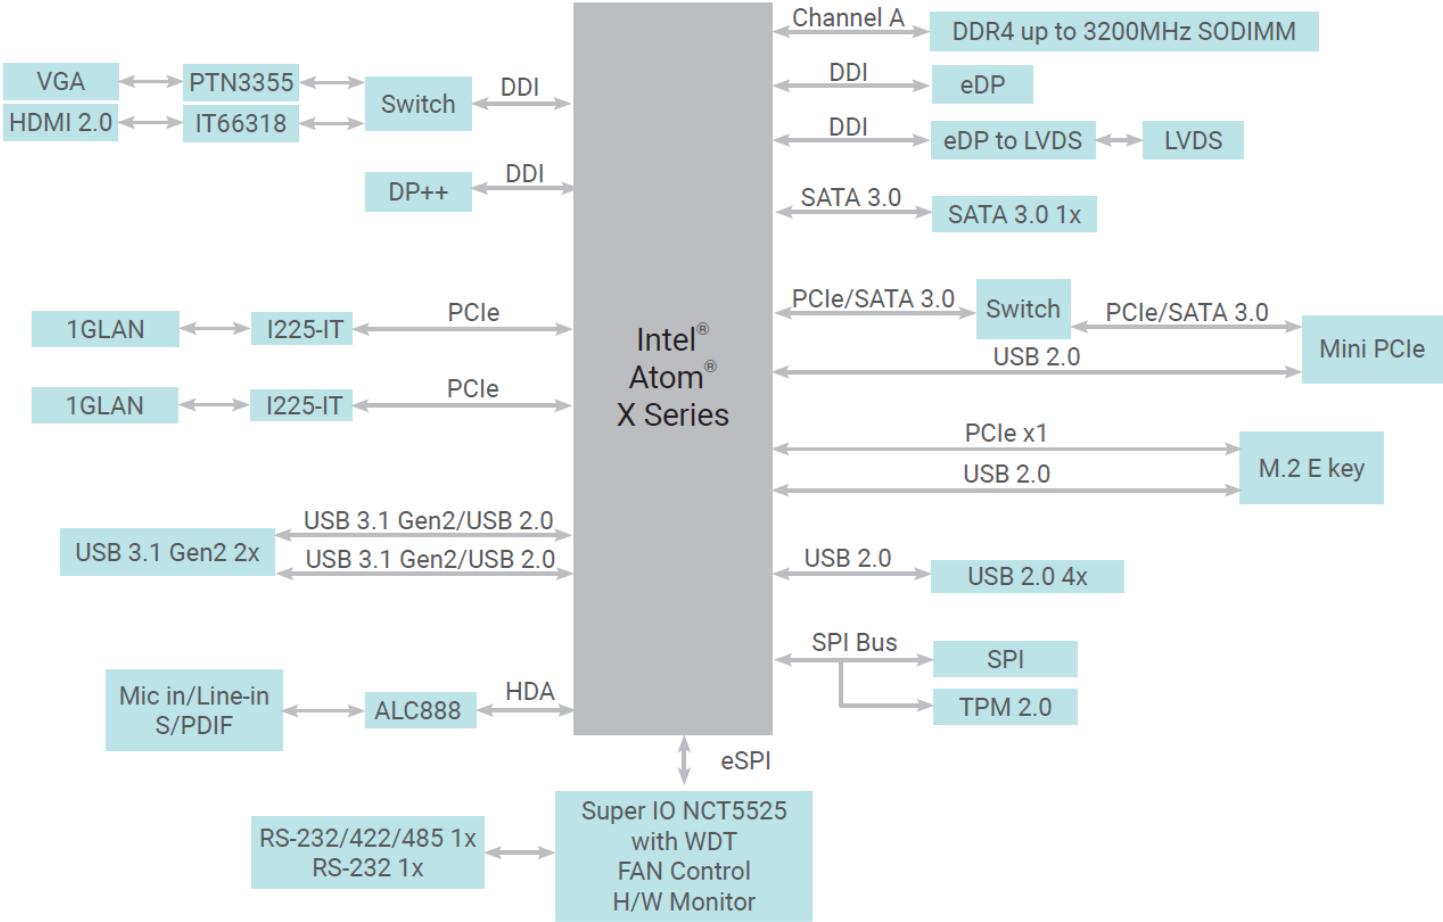 Channel A
DDR4 up to 3200MHz SODIMM
VGA
PTN3355
Switch
DDI
HDMI 2.0
IT66318
DDI
eDP
DDI
eDP to LVDS
LVDS
DP++
DDI
SATA 3.0
SATA 3.0 1x
1GLAN
I225-IT
PCIe
1GLAN
I225-IT
PCIe
Intel®
Atom®
X Series
PCIe/SATA 3.0
Switch
PCIe/SATA 3.0
USB 2.0
Mini PCIe
PCIe x1
USB 2.0
M.2 E key
USB 3.1 Gen2 2x
USB 3.1 Gen2/USB 2.0
USB 3.1 Gen2/USB 2.0
USB 2.0
USB 2.0 4x
SPI Bus
SPI
TPM 2.0
Mic in/Line-in
S/PDIF
ALC888
HDA
eSPI
Super IO NCT5525
with WDT
FAN Control
H/W Monitor
RS-232/422/485 1x
RS-232 1x